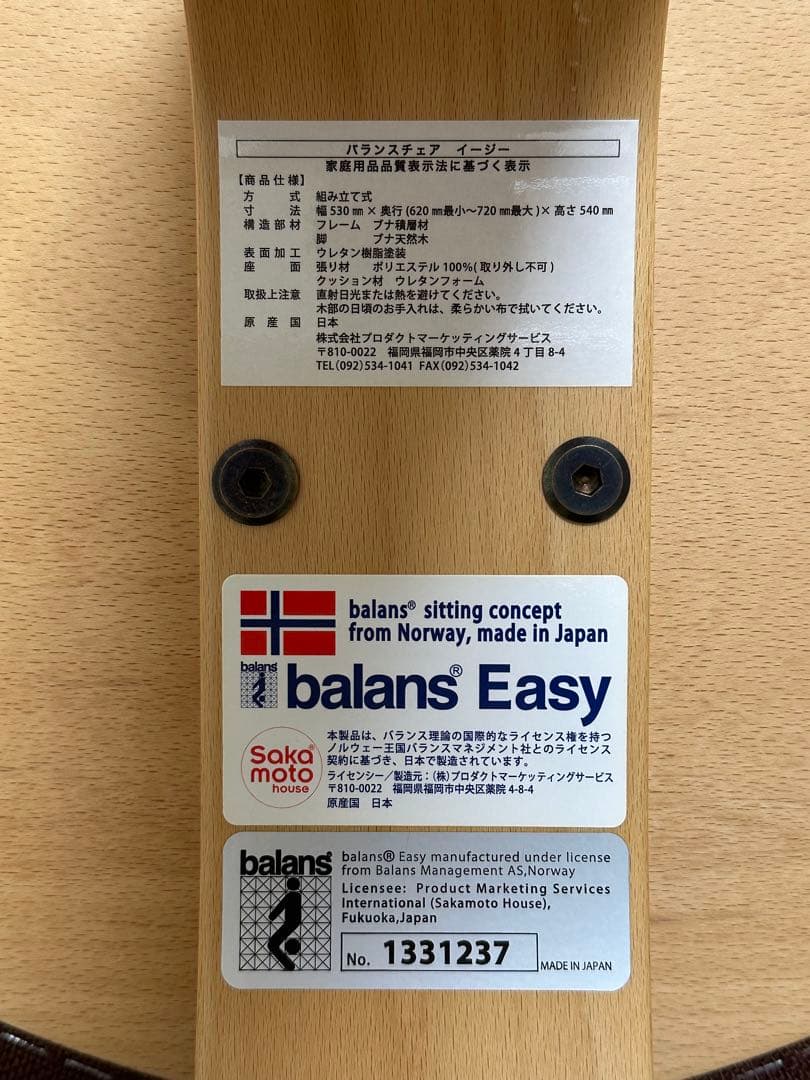 バランスチェア　イージー
家庭用品品質表示法に基づく表示
【商品仕様】
方　　式　組み立て式
寸　　法　幅 530 ㎜ × 奥行 (620 ㎜最小～720 ㎜最大 )× 高さ 540 ㎜
構造部材　フレーム　ブナ積層材
脚　　　ブナ天然木
表面加工　ウレタン樹脂塗装
座　　面　張り材　ポリエステル 100%( 取り外し不可 )
クッション材　ウレタンフォーム
取扱上注意　直射日光または熱を避けてください。
木部の日頃のお手入れは、柔らかい布で拭いてください。
原産国　日本
株式会社プロダクトマーケッティングサービス
〒810-0022　福岡県福岡市中央区薬院 4 丁目 8-4
TEL(092)534-1041 FAX(092)534-1042
balans® sitting concept
from Norway, made in Japan
balans
balans® Easy
Saka®
moto
house
本製品は、バランス理論の国際的なライセンス権を持つ
ノルウェー王国バランスマネジメント社とのライセンス
契約に基づき、日本で製造されています。
ライセンシー／製造元：（株）プロダクトマーケッティングサービス
〒810-0022　福岡県福岡市中央区薬院 4-8-4
原産国　日本
balans®
balans® Easy manufactured under license
from Balans Management AS,Norway
Licensee: Product Marketing Services
International (Sakamoto House),
Fukuoka,Japan
No. 1331237
MADE IN JAPAN